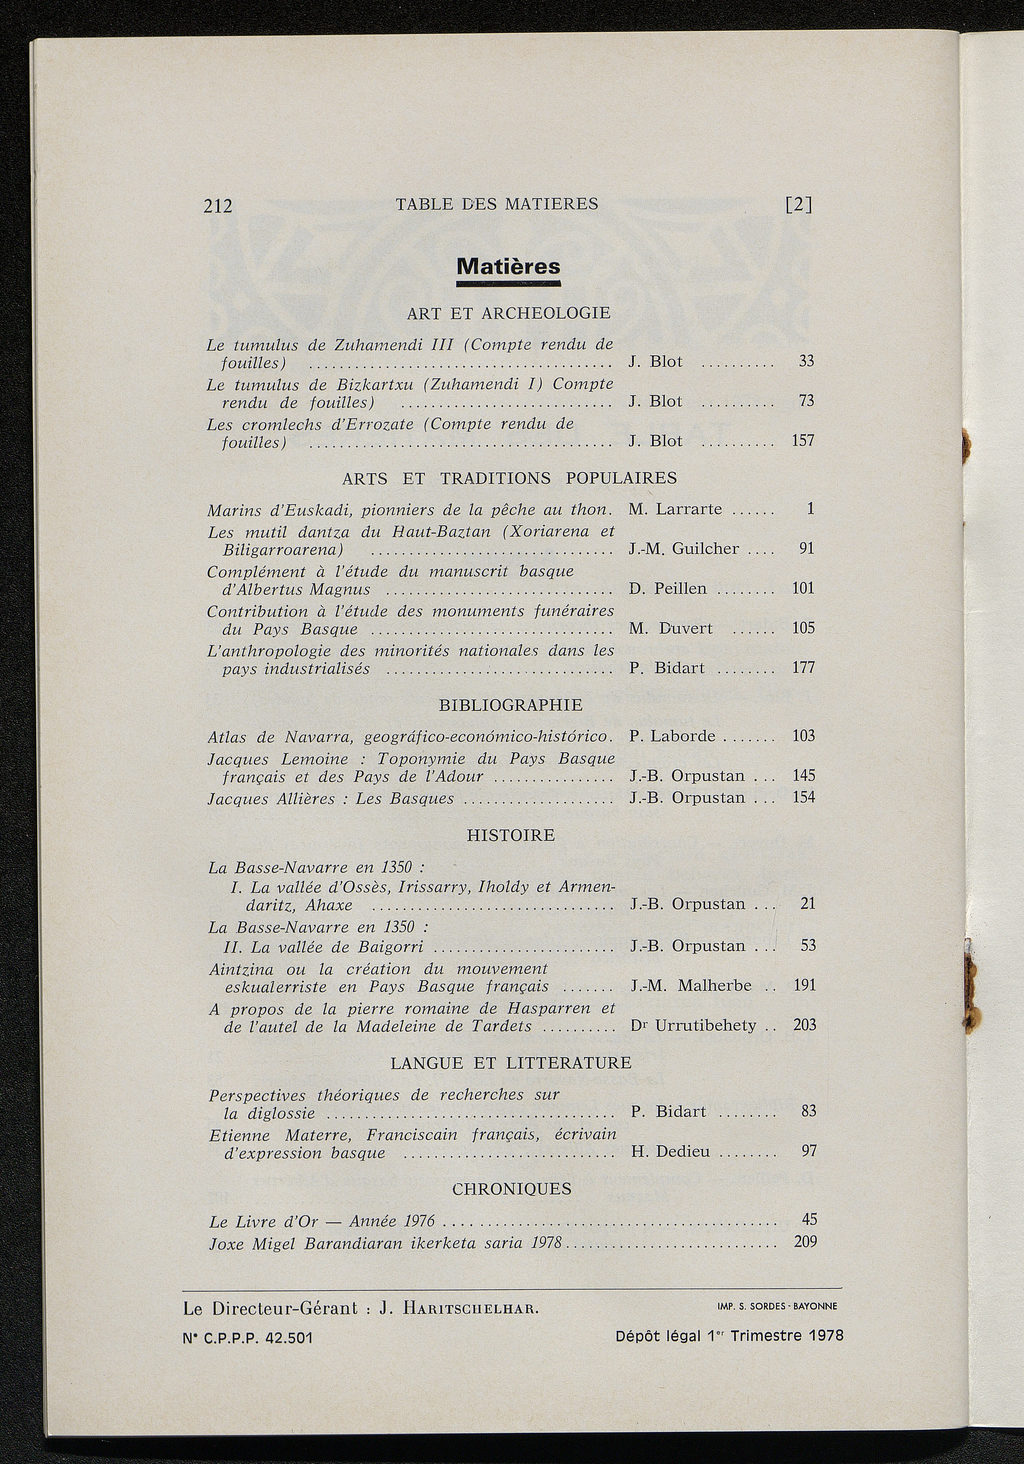 212 TABLE DES MATIERES [2]
Matières
ART ET ARCHEOLOGIE
Le tumulus de Zuhamendi III (Compte rendu de
fouilles) ........................................ J. Blot .......... 33
Le tumulus de Bizkartxu (Zuhamendi I) Compte
rendu de fouilles) ............................ J. Blot .......... 73
Les cromlechs d'Errozate (Compte rendu de
fouilles) ........................................ J. Blot .......... 157
ARTS ET TRADITIONS POPULAIRES
Marins d'Euskadi, pionniers de la pêche au thon. M. Larrarte ...... 1
Les mutil dantza du Haut-Baztan (Xoriarena et
Biligarroarena) ................................ J.-M. Guilcher .... 91
Complément à l'étude du manuscrit basque
d'Albertus Magnus .............................. D. Peillen ........ 101
Contribution à l'étude des monuments funéraires
du Pays Basque ................................ M. Duvert ...... 105
L'anthropologie des minorités nationales dans les
pays industrialisés .............................. P. Bidart ........ 177
BIBLIOGRAPHIE
Atlas de Navarra, geográfico-económico-histórico. P. Laborde ....... 103
Jacques Lemoine : Toponymie du Pays Basque
français et des Pays de l'Adour ................ J.-B. Orpustan ... 145
Jacques Allières : Les Basques .................... J.-B. Orpustan ... 154
HISTOIRE
La Basse-Navarre en 1350 :
I. La vallée d'Ossès, Irissarry, Iholdy et Armen-
daritz, Ahaxe ................................ J.-B. Orpustan ... 21
La Basse-Navarre en 1350 :
II. La vallée de Baigorri ........................ J.-B. Orpustan ... 53
Aintzina ou la création du mouvement
eskualerriste en Pays Basque français ....... J.-M. Malherbe .. 191
A propos de la pierre romaine de Hasparren et
de l'autel de la Madeleine de Tardets .......... Dr Urrutibehety .. 203
LANGUE ET LITTERATURE
Perspectives théoriques de recherches sur
la diglossie ...................................... P. Bidart ........ 83
Etienne Materre, Franciscain français, écrivain
d'expression basque ............................ H. Dedieu ........ 97
CHRONIQUES
Le Livre d'Or — Année 1976 ............................................ 45
Joxe Migel Barandiaran ikerketa saria 1978............................ 209
Le Directeur-Gérant : J. HARITSCHELHAR. IMP. S. SORDES - BAYONNE
N° C.P.P.P. 42.501 Dépôt légal 1er Trimestre 1978